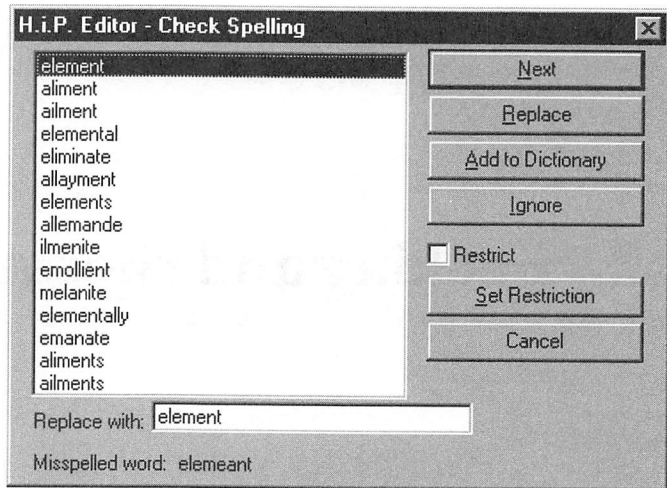 H.i.P. Editor - Check Spelling
element
aliment
ailment
elemental
eliminate
allayment
elements
allemande
ilmenite
emollient
melanite
elementally
emanate
aliments
ailments
Next
Replace
Add to Dictionary
Ignore
Restrict
Set Restriction
Cancel
Replace with: element
Misspelled word: elemeant